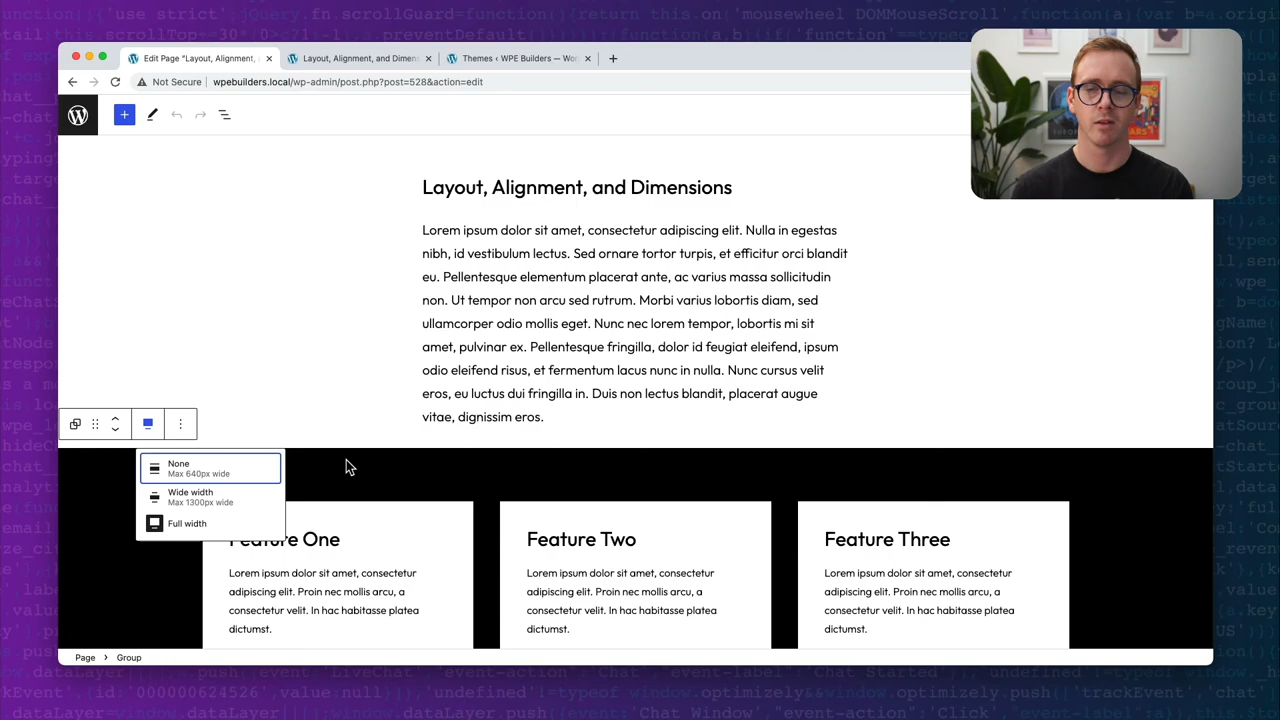 Edit Page "Layout, Alignment, a
Layout, Alignment, and Dimens
Themes ‹ WPE Builders — Wo
Not Secure
wpebuilders.local/wp-admin/post.php?post=528&action=edit
Layout, Alignment, and Dimensions
Lorem ipsum dolor sit amet, consectetur adipiscing elit. Nulla in egestas
nibh, id vestibulum lectus. Sed ornare tortor turpis, et efficitur orci blandit
eu. Pellentesque elementum placerat ante, ac varius massa sollicitudin
non. Ut tempor non arcu sed rutrum. Morbi varius lobortis diam, sed
ullamcorper odio mollis eget. Nunc nec lorem tempor, lobortis mi sit
amet, pulvinar ex. Pellentesque fringilla, dolor id feugiat eleifend, ipsum
odio eleifend risus, et fermentum lacus nunc in nulla. Nunc cursus velit
eros, eu luctus dui fringilla in. Duis non lectus blandit, placerat augue
vitae, dignissim eros.
None
Max 640px wide
Wide width
Max 1300px wide
Full width
Feature One
Lorem ipsum dolor sit amet, consectetur
adipiscing elit. Proin nec mollis arcu, a
consectetur velit. In hac habitasse platea
dictumst.
Feature Two
Lorem ipsum dolor sit amet, consectetur
adipiscing elit. Proin nec mollis arcu, a
consectetur velit. In hac habitasse platea
dictumst.
Feature Three
Lorem ipsum dolor sit amet, consectetur
adipiscing elit. Proin nec mollis arcu, a
consectetur velit. In hac habitasse platea
dictumst.
Page › Group